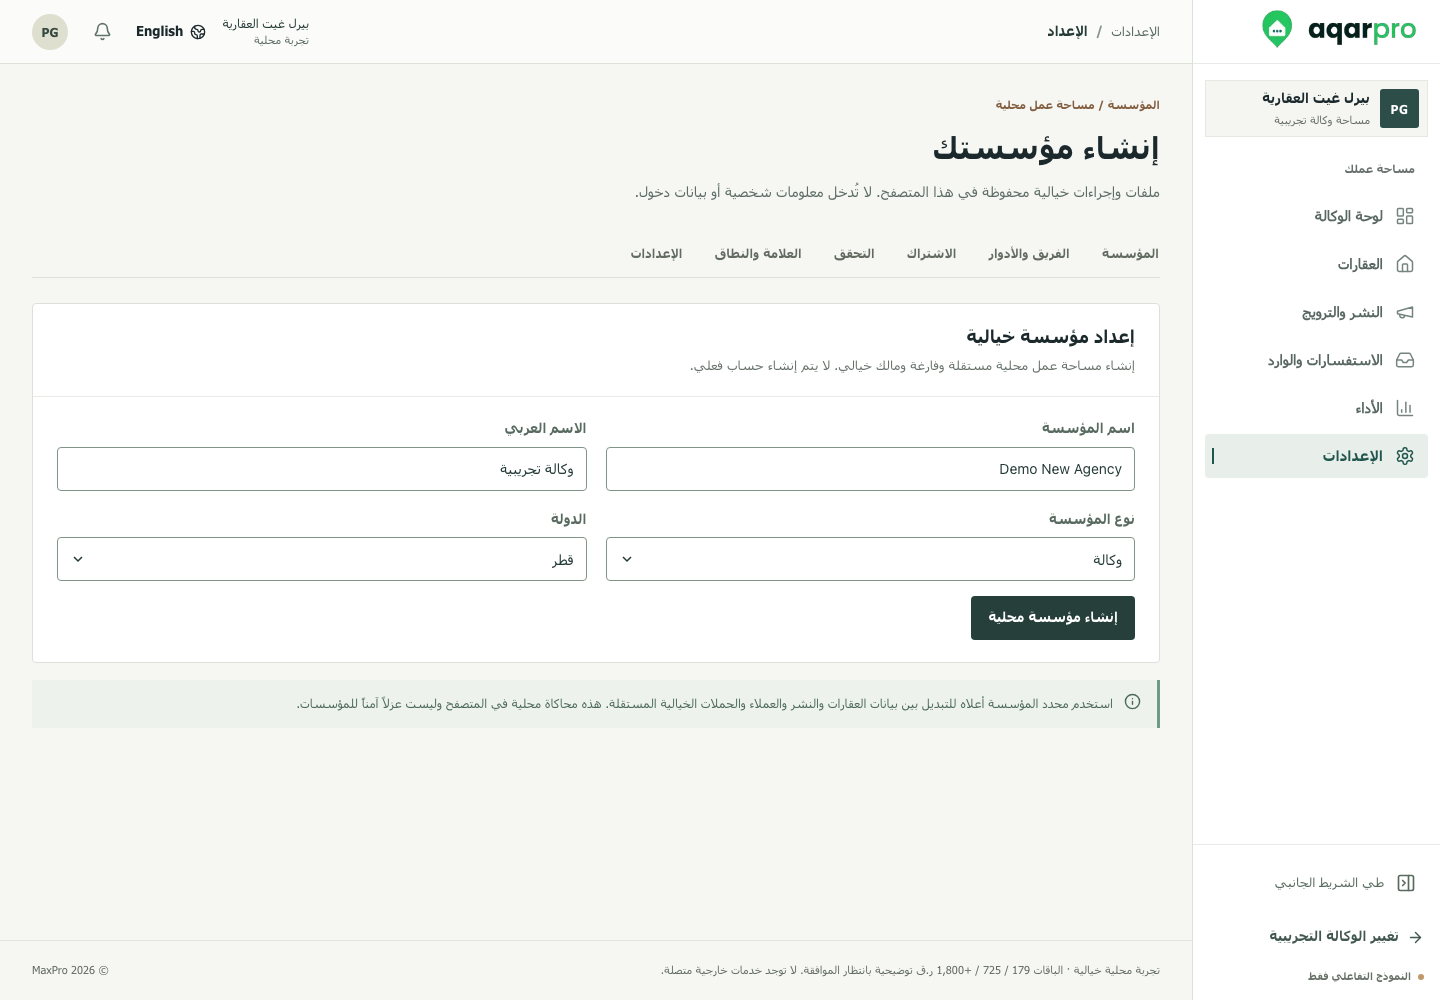 aqarpro
PG
بيرل غيت العقارية
مساحة وكالة تجريبية
مساحة عملك
لوحة الوكالة
العقارات
النشر والترويج
الاستفسارات والوارد
الأداء
الإعدادات
طي الشريط الجانبي
تغيير الوكالة التجريبية
النموذج التفاعلي فقط
الإعدادات / الإعداد
بيرل غيت العقارية
تجربة محلية
English
PG
المؤسسة / مساحة عمل محلية
إنشاء مؤسستك
ملفات وإجراءات خيالية محفوظة في هذا المتصفح. لا تُدخل معلومات شخصية أو بيانات دخول.
المؤسسة الفريق والأدوار الاشتراك التحقق العلامة والنطاق الإعدادات
إعداد مؤسسة خيالية
إنشاء مساحة عمل محلية مستقلة وفارغة ومالك خيالي. لا يتم إنشاء حساب فعلي.
اسم المؤسسة الاسم العربي
Demo New Agency وكالة تجريبية
نوع المؤسسة الدولة
وكالة قطر
إنشاء مؤسسة محلية
استخدم محدد المؤسسة أعلاه للتبديل بين بيانات العقارات والنشر والعملاء والحملات الخيالية المستقلة. هذه محاكاة محلية في المتصفح وليست عزلاً آمناً للمؤسسات.
تجربة محلية خيالية · الباقات 179 / 725 / +1,800 ر.ق توضيحية بانتظار الموافقة. لا توجد خدمات خارجية متصلة.
© MaxPro 2026